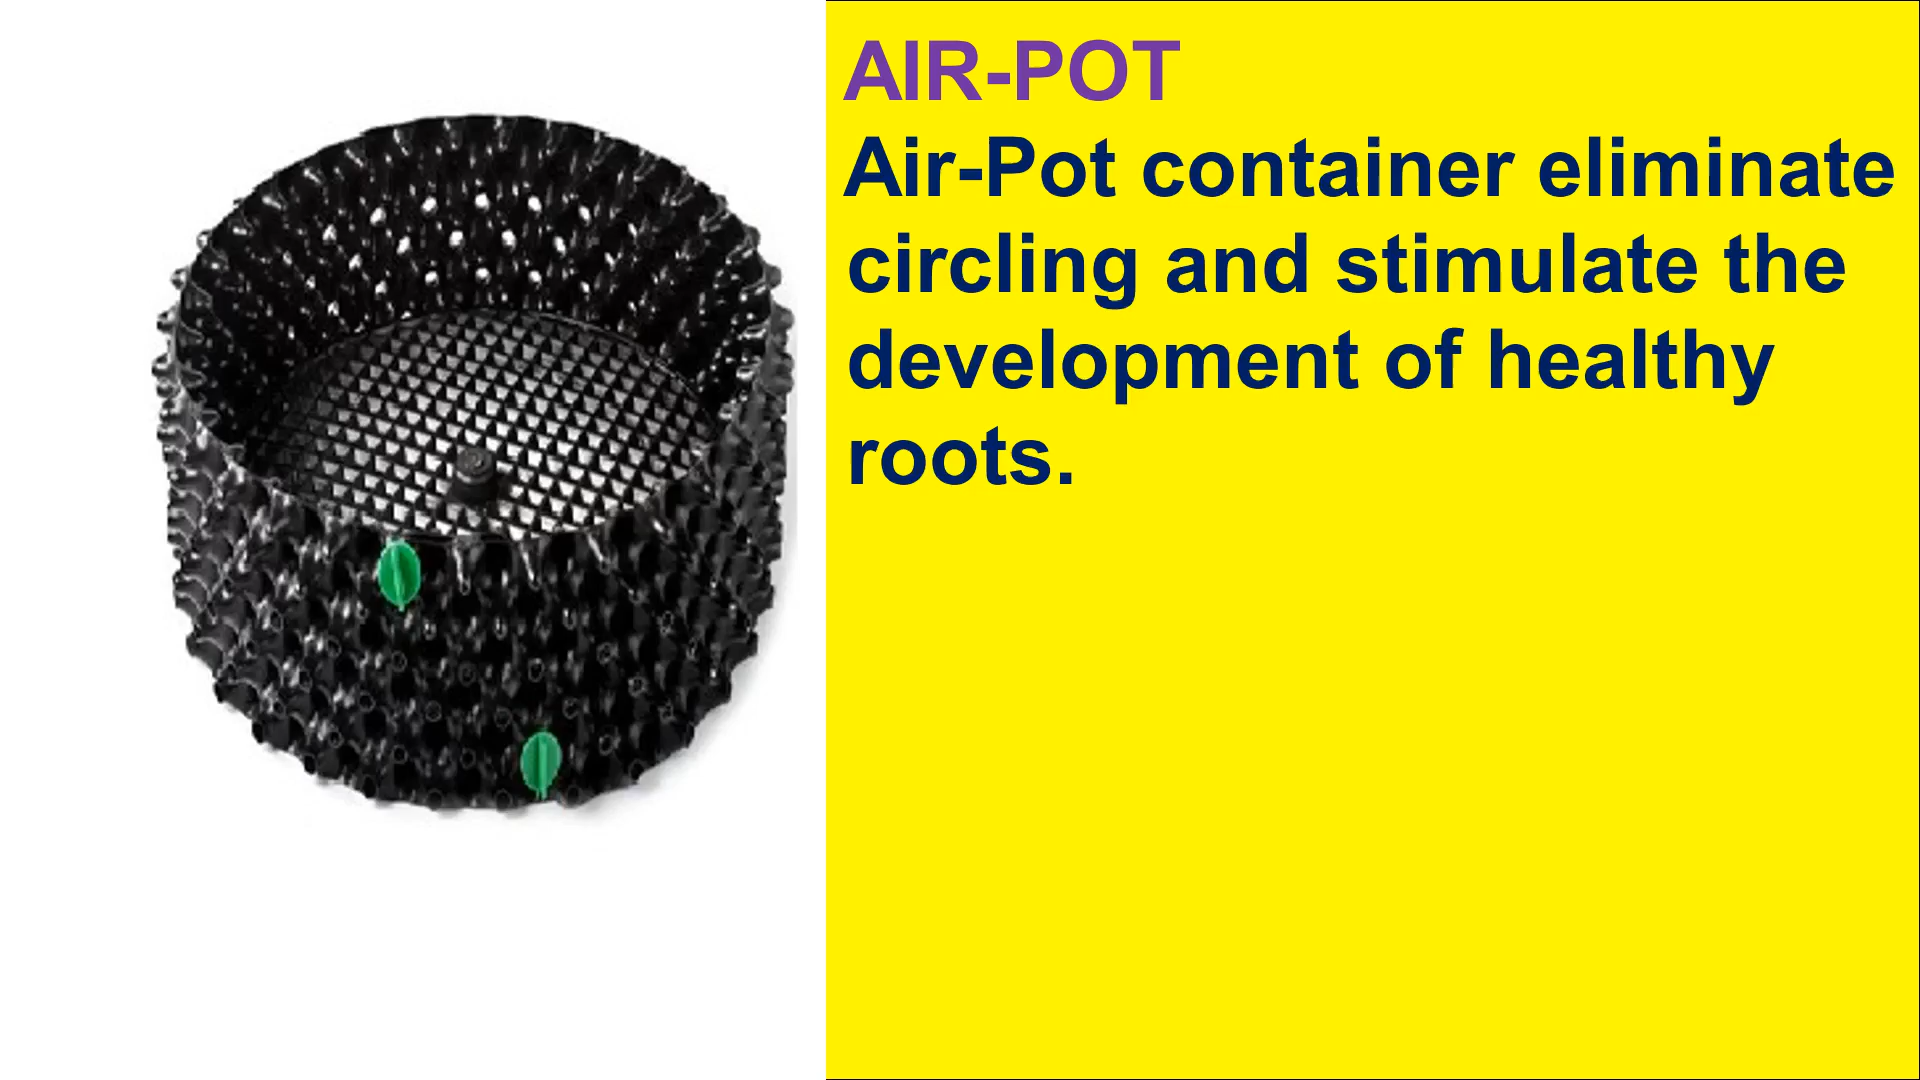 AIR-POT
Air-Pot container eliminate
circling and stimulate the
development of healthy
roots.